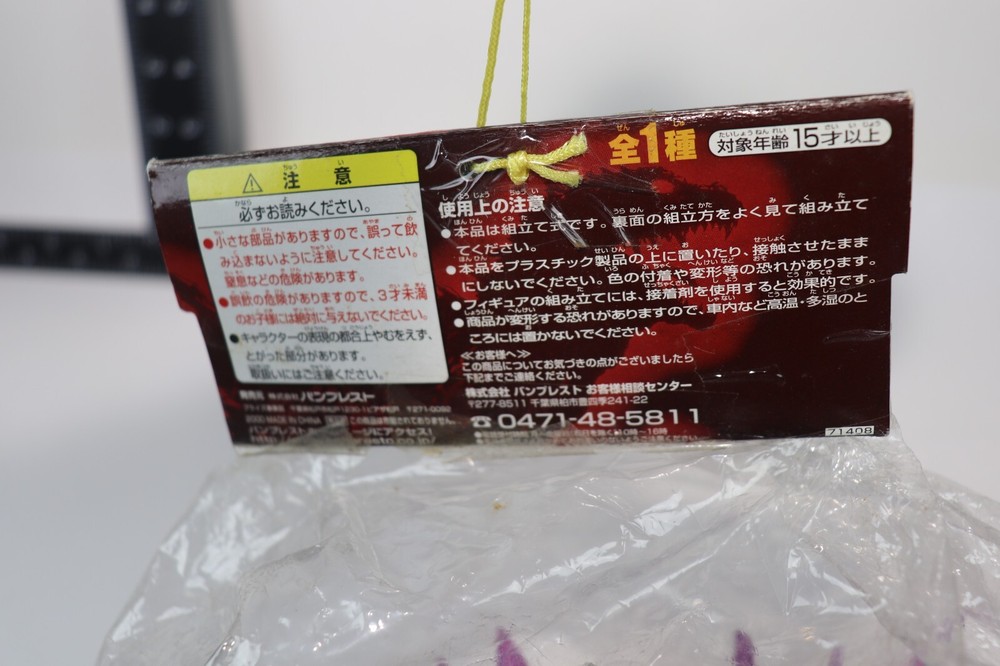 全1種
対象年齢 15才以上
注意
必ずお読みください。
●小さな部品がありますので、誤って飲
み込まないように注意してください。
窒息などの危険があります。
●誤飲の危険がありますので、3才未満
のお子様には絶対に与えないでください。
●キャラクターの表現の都合上やむをえず、
とがった部分があります。
取扱いにはご注意ください。
発売元 株式会社 バンプレスト
使用上の注意
●本品は組立て式です。裏面の組立方をよく見て組み立て
てください。
●本品をプラスチック製品の上に置いたり、接触させたまま
にしないでください。色の付着や変形等の恐れがあります。
●フィギュアの組み立てには、接着剤を使用すると効果的です。
●商品が変形する恐れがありますので、車内など高温・多湿のと
ころには置かないでください。
≪お客様へ≫
この商品についてお気づきの点がございましたら
下記までご連絡ください。
株式会社 バンプレスト お客様相談センター
〒277-8511 千葉県柏市豊四季241-22
☎0471-48-5811
71408